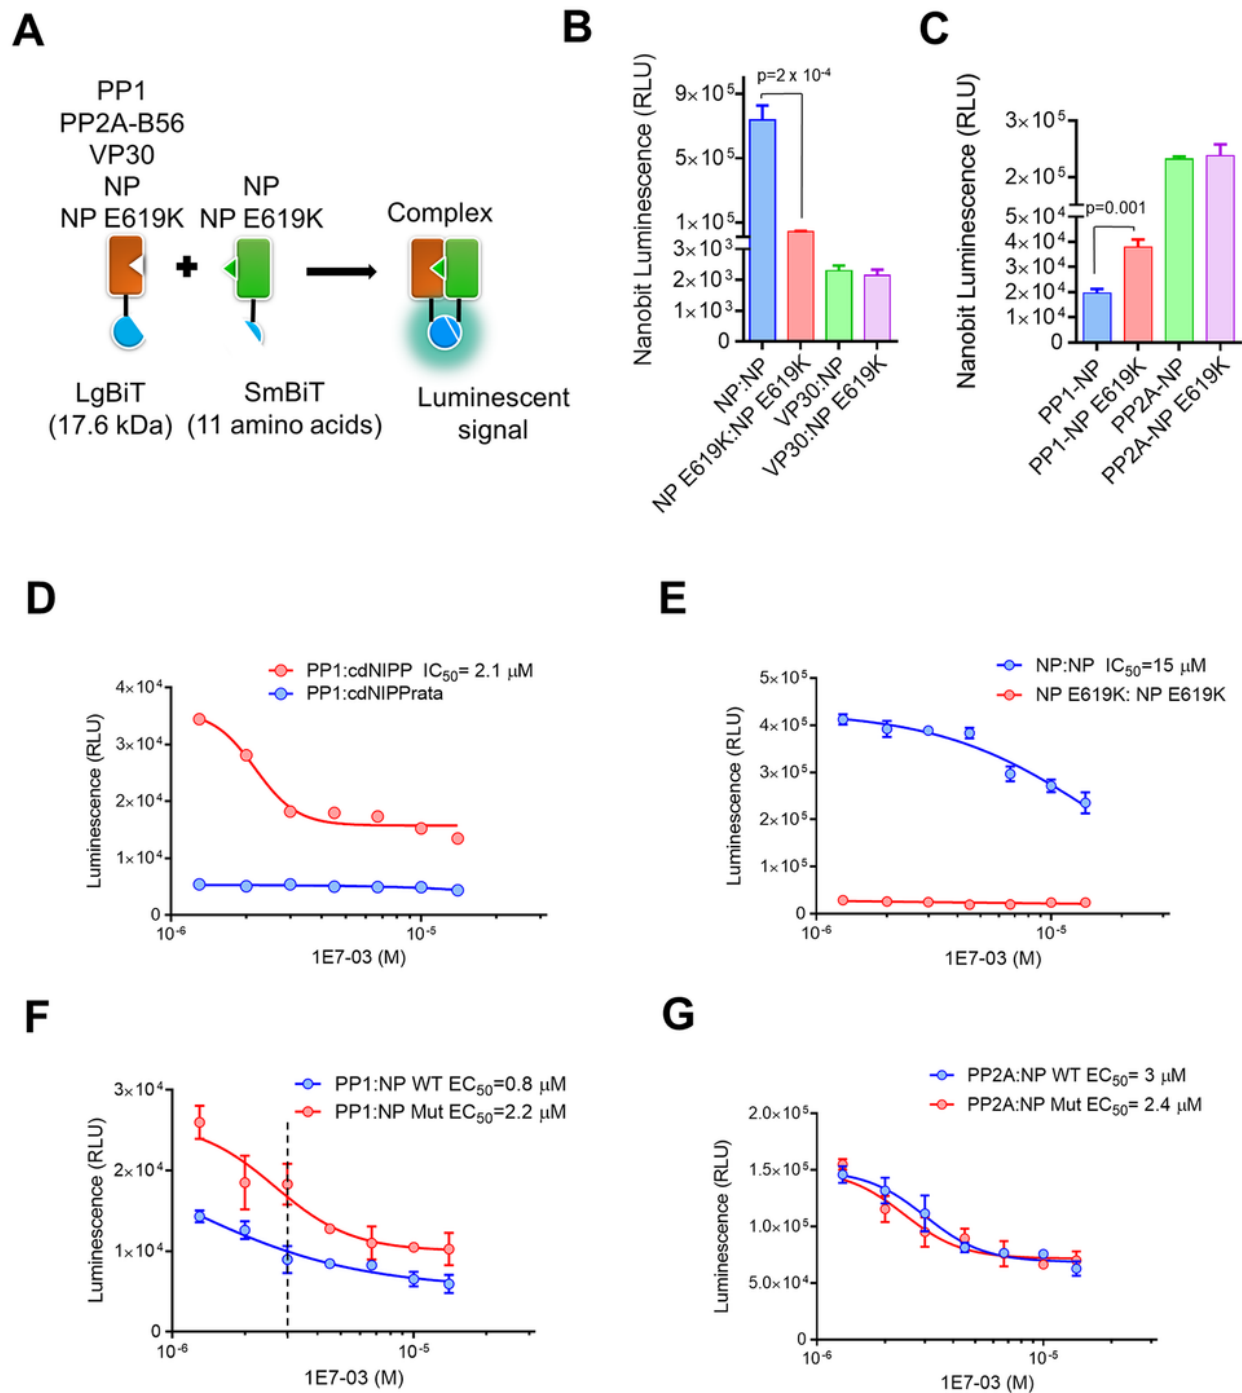 A
PP1
PP2A-B56
VP30
NP
NP E619K
NP
NP E619K
Complex
LgBiT
(17.6 kDa)
SmBiT
(11 amino acids)
Luminescent
signal
B
Nanobit Luminescence (RLU)
p=2 x 10⁻⁴
9×10⁵
5×10⁵
1×10⁵
3×10³
2×10³
1×10³
0
NP:NP
NP E619K:NP E619K
VP30:NP
VP30:NP E619K
C
Nanobit Luminescence (RLU)
p=0.001
3×10⁵
2×10⁵
5×10⁴
4×10⁴
3×10⁴
2×10⁴
1×10⁴
0
PP1-NP
PP1-NP E619K
PP2A-NP
PP2A-NP E619K
D
PP1:cdNIPP IC₅₀= 2.1 μM
PP1:cdNIPPrata
Luminescence (RLU)
4×10⁴
3×10⁴
2×10⁴
1×10⁴
0
10⁻⁶
10⁻⁵
1E7-03 (M)
E
NP:NP IC₅₀=15 μM
NP E619K: NP E619K
Luminescence (RLU)
5×10⁵
4×10⁵
3×10⁵
2×10⁵
1×10⁵
0
10⁻⁶
10⁻⁵
1E7-03 (M)
F
PP1:NP WT EC₅₀=0.8 μM
PP1:NP Mut EC₅₀=2.2 μM
Luminescence (RLU)
3×10⁴
2×10⁴
1×10⁴
0
10⁻⁶
10⁻⁵
1E7-03 (M)
G
PP2A:NP WT EC₅₀= 3 μM
PP2A:NP Mut EC₅₀= 2.4 μM
Luminescence (RLU)
2.0×10⁵
1.5×10⁵
1.0×10⁵
5.0×10⁴
0
10⁻⁶
10⁻⁵
1E7-03 (M)